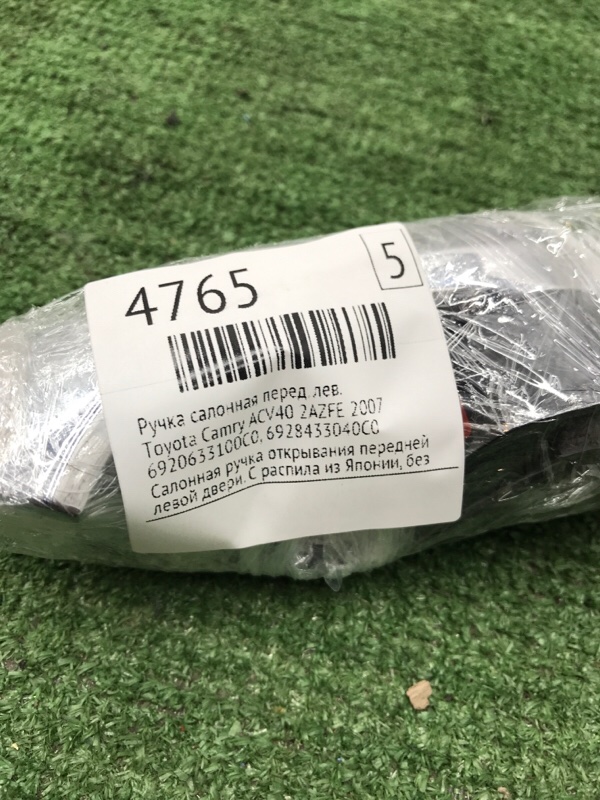 4765
5
Ручка салонная перед. лев.
Toyota Camry ACV40 2AZFE 2007
6920633100C0, 6928433040C0
Салонная ручка открывания передней
левой двери. С распила из Японии, без